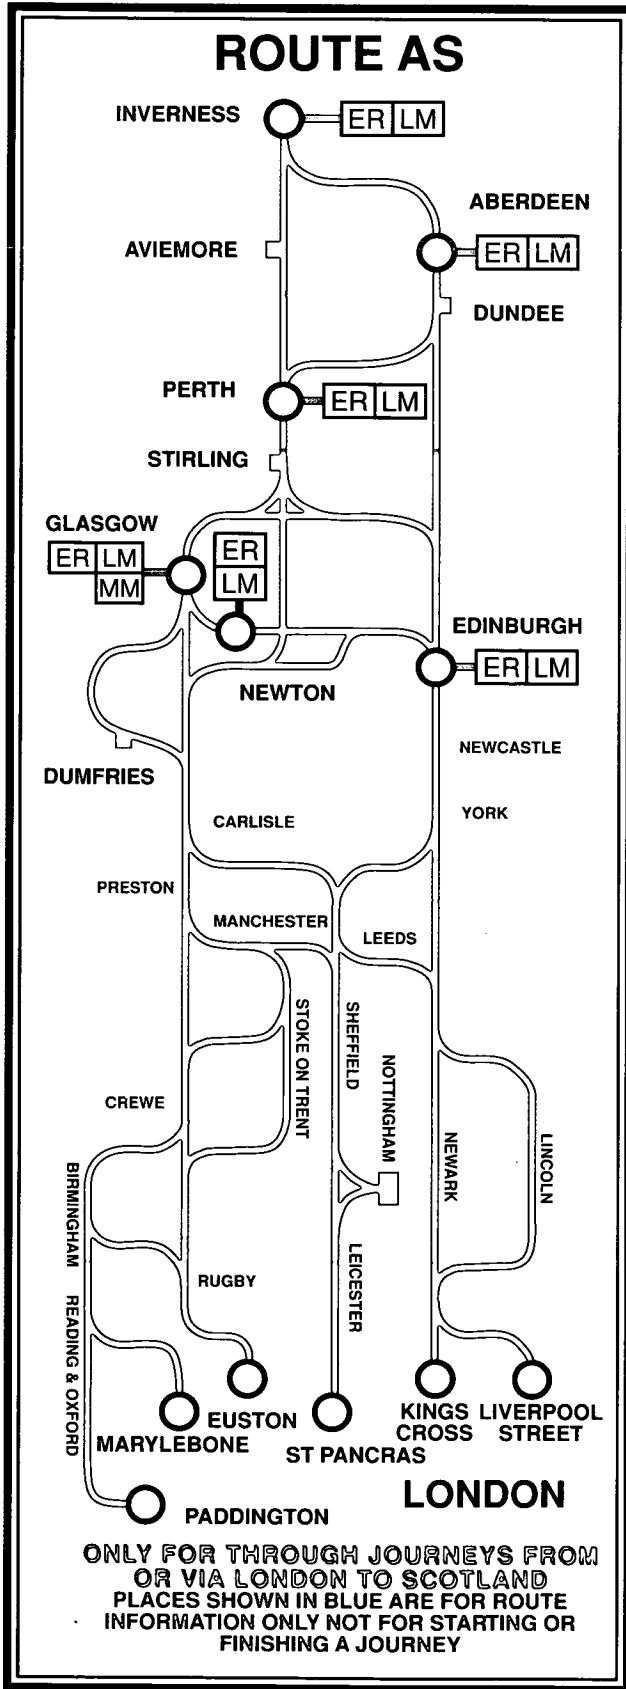 ROUTE AS
INVERNESS
ER LM
ABERDEEN
ER LM
AVIEMORE
DUNDEE
PERTH
ER LM
STIRLING
GLASGOW
ER LM
MM
ER
LM
EDINBURGH
ER LM
NEWTON
NEWCASTLE
DUMFRIES
YORK
CARLISLE
PRESTON
MANCHESTER
LEEDS
STOKE ON TRENT
SHEFFIELD
NOTTINGHAM
CREWE
NEWARK
LINCOLN
BIRMINGHAM
RUGBY
LEICESTER
READING & OXFORD
EUSTON
MARYLEBONE
ST PANCRAS
KINGS
CROSS
LIVERPOOL
STREET
LONDON
PADDINGTON
ONLY FOR THROUGH JOURNEYS FROM
OR VIA LONDON TO SCOTLAND
PLACES SHOWN IN BLUE ARE FOR ROUTE
INFORMATION ONLY NOT FOR STARTING OR
FINISHING A JOURNEY